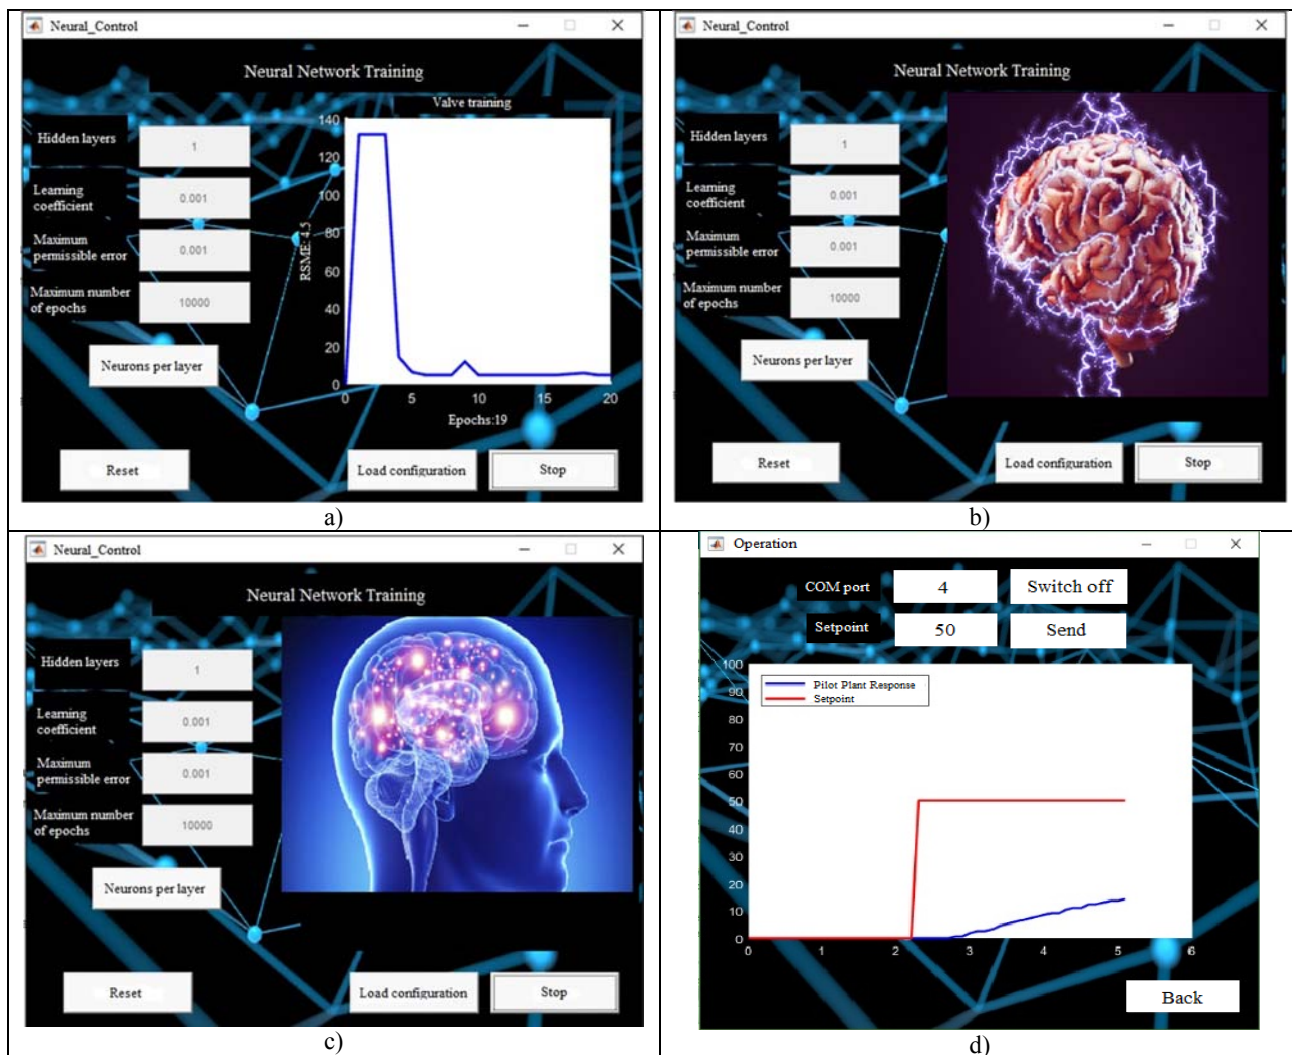 Neural_Control
Neural Network Training
Valve training
Hidden layers
1
Learning
coefficient
0.001
Maximum
permissible error
0.001
Maximum number
of epochs
10000
Neurons per layer
RSME: 4.5
140
120
100
80
60
40
20
0
0 5 10 15 20
Epochs:19
Reset
Load configuration
Stop
a)
Neural_Control
Neural Network Training
Hidden layers
1
Learning
coefficient
0.001
Maximum
permissible error
0.001
Maximum number
of epochs
10000
Neurons per layer
Reset
Load configuration
Stop
b)
Neural_Control
Neural Network Training
Hidden layers
1
Learning
coefficient
0.001
Maximum
permissible error
0.001
Maximum number
of epochs
10000
Neurons per layer
Reset
Load configuration
Stop
c)
Operation
COM port
4
Switch off
Setpoint
50
Send
100
90
80
70
60
50
40
30
20
10
0
Pilot Plant Response
Setpoint
0 1 2 3 4 5 6
Back
d)